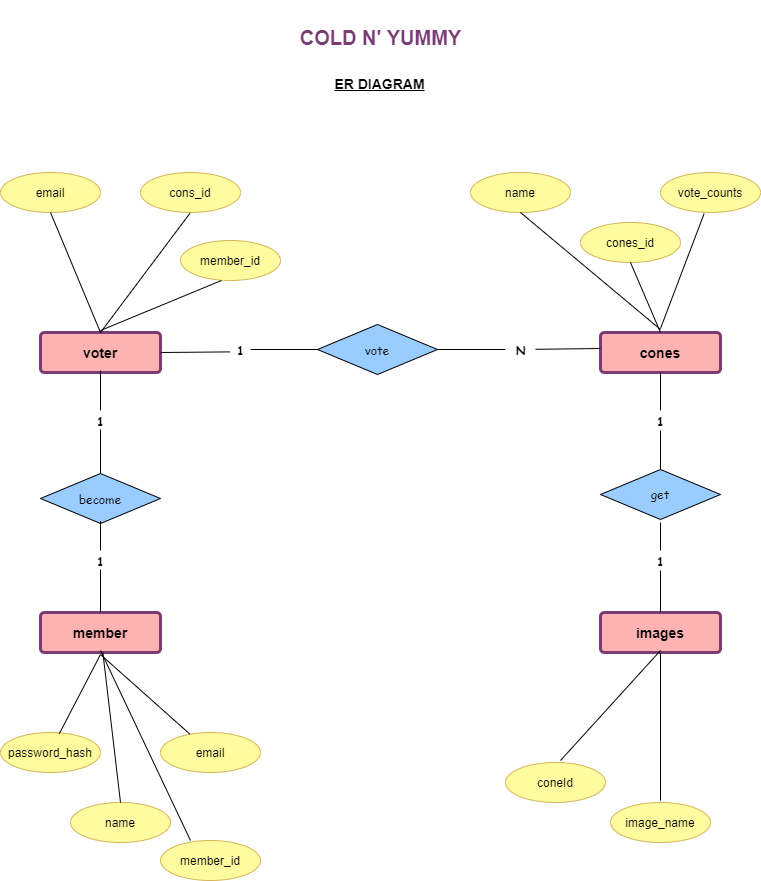 COLD N' YUMMY
ER DIAGRAM
email
cons_id
name
vote_counts
cones_id
member_id
voter
1
vote
N
cones
1
1
become
get
1
1
member
images
password_hash
email
coneId
name
image_name
member_id